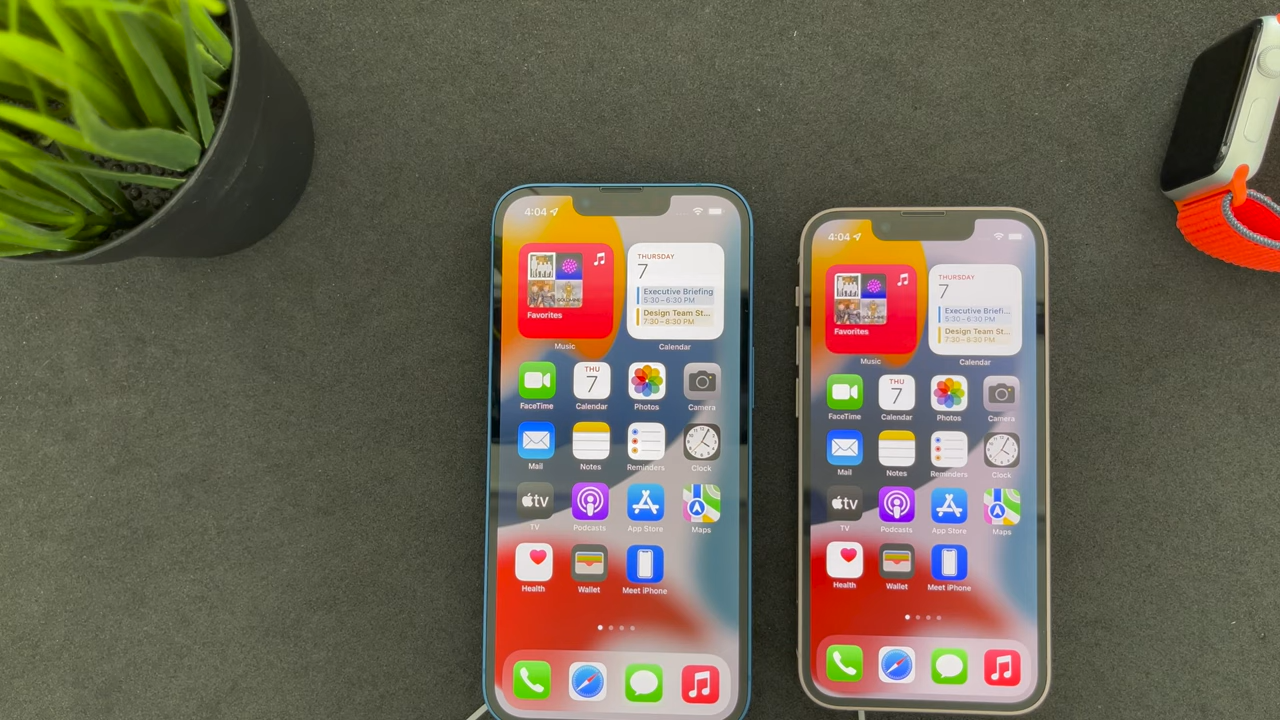 4:04
THURSDAY
7
Executive Briefing
5:30–6:30 PM
Design Team St...
7:30–8:30 PM
Favorites
Music
Calendar
THU
7
FaceTime
Calendar
Photos
Camera
Mail
Notes
Reminders
Clock
tv
TV
Podcasts
App Store
Maps
Health
Wallet
Meet iPhone
4:04
THURSDAY
7
Executive Briefi...
5:30–6:30 PM
Design Team St...
7:30–8:30 PM
Favorites
Music
Calendar
THU
7
FaceTime
Calendar
Photos
Camera
Mail
Notes
Reminders
Clock
tv
TV
Podcasts
App Store
Maps
Health
Wallet
Meet iPhone